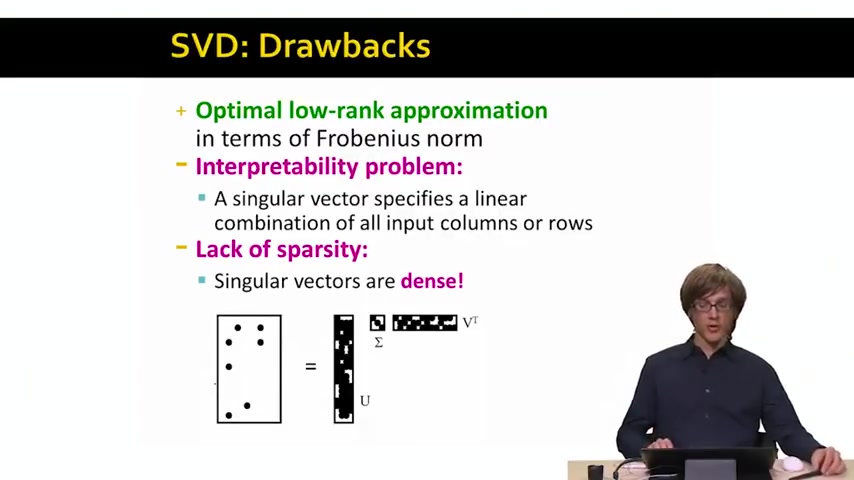 SVD: Drawbacks
+ Optimal low-rank approximation
in terms of Frobenius norm
- Interpretability problem:
▪ A singular vector specifies a linear
combination of all input columns or rows
- Lack of sparsity:
▪ Singular vectors are dense!
=
Σ
Vᵀ
U